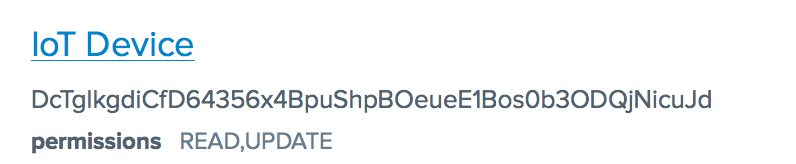 IoT Device
DcTglkgdiCfD64356x4BpuShpBOeueE1Bos0b3ODQjNicuJd
permissions READ,UPDATE